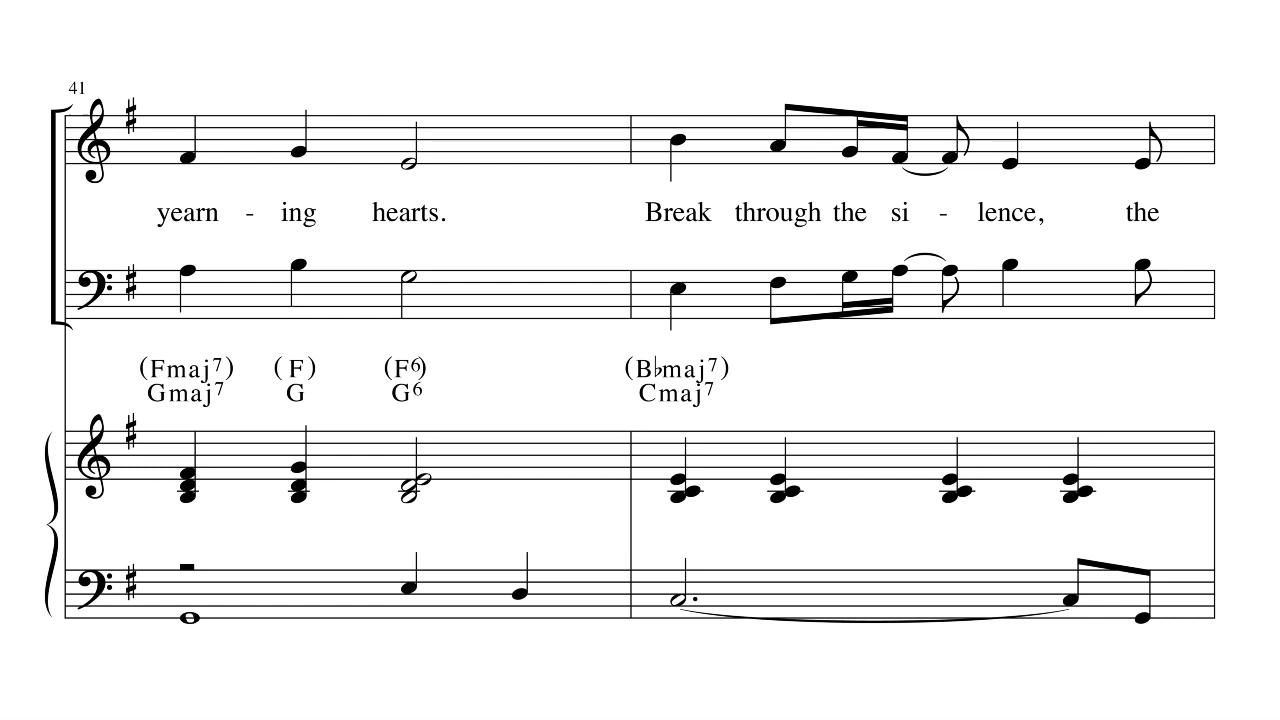 41
yearn - ing hearts. Break through the si - lence, the
(Fmaj7) (F) (F6) (B♭maj7)
Gmaj7 G G6 Cmaj7